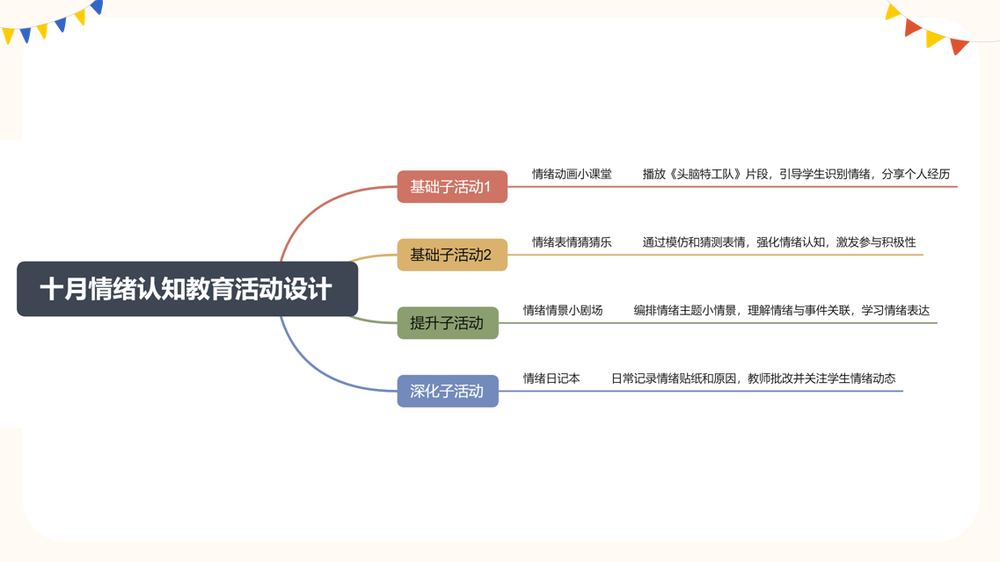 十月情绪认知教育活动设计
基础子活动1
情绪动画小课堂 播放《头脑特工队》片段，引导学生识别情绪，分享个人经历
基础子活动2
情绪表情猜猜乐 通过模仿和猜测表情，强化情绪认知，激发参与积极性
提升子活动
情绪情景小剧场 编排情绪主题小情景，理解情绪与事件关联，学习情绪表达
深化子活动
情绪日记本 日常记录情绪贴纸和原因，教师批改并关注学生情绪动态